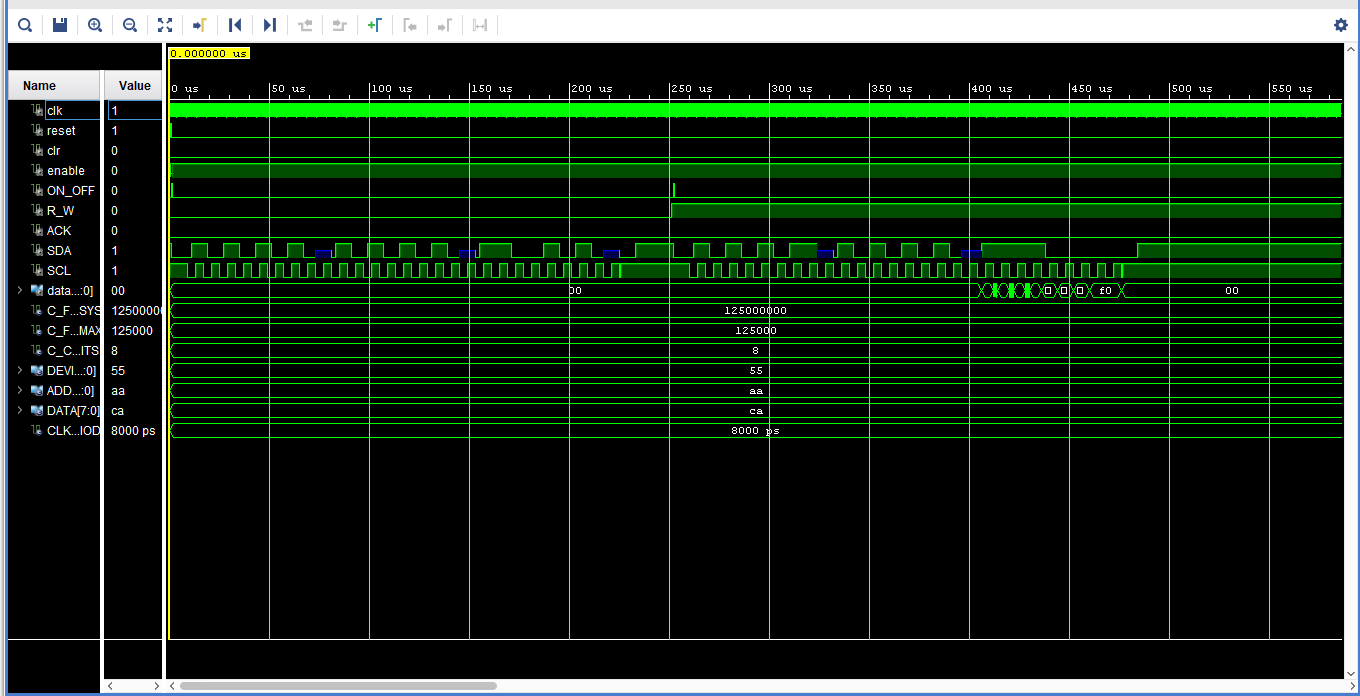 0.000000 us
Name Value 0 us 50 us 100 us 150 us 200 us 250 us 300 us 350 us 400 us 450 us 500 us 550 us
clk 1
reset 1
clr 0
enable 0
ON_OFF 0
R_W 0
ACK 0
SDA 1
SCL 1
data...:0] 00 00 f0 00
C_F...SYS 12500000 125000000
C_F...MAX 125000 125000
C_C...ITS 8 8
DEVI...:0] 55 55
ADD...:0] aa aa
DATA[7:0] ca ca
CLK...IOD 8000 ps 8000 ps